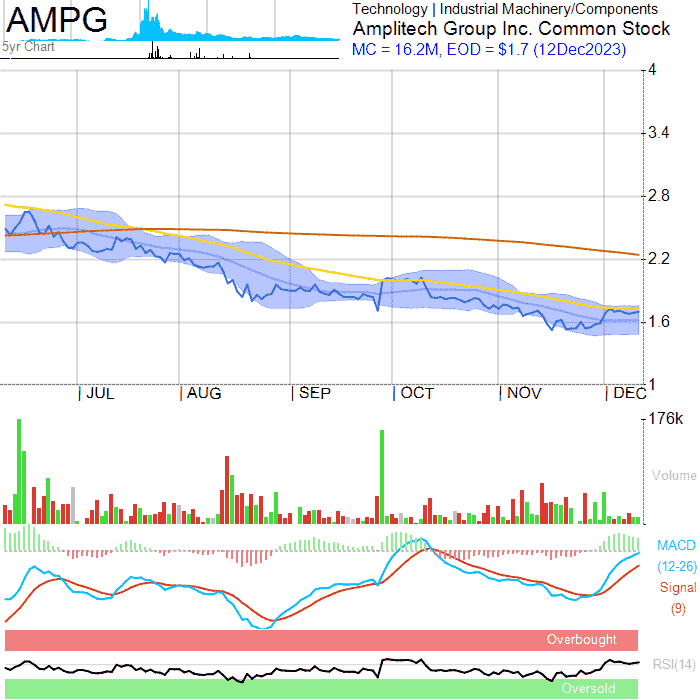 AMPG
5yr Chart
Technology | Industrial Machinery/Components
Amplitech Group Inc. Common Stock
MC = 16.2M, EOD = $1.7 (12Dec2023)
4
3.4
2.8
2.2
1.6
1
| JUL | AUG | SEP | OCT | NOV | DEC
176k
Volume
MACD
(12-26)
Signal
(9)
Overbought
RSI(14)
Oversold